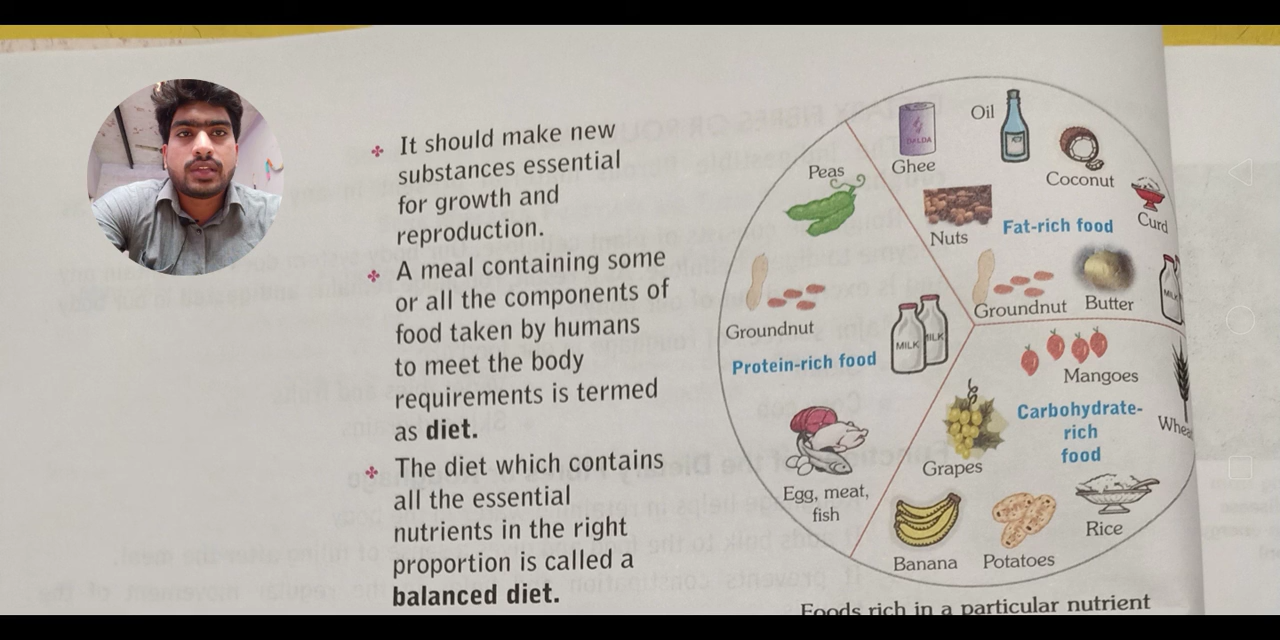 It should make new
substances essential
for growth and
reproduction.
A meal containing some
or all the components of
food taken by humans
to meet the body
requirements is termed
as diet.
The diet which contains
all the essential
nutrients in the right
proportion is called a
balanced diet.
Oil
DALDA
Ghee
Coconut
Peas
Curd
Nuts
Fat-rich food
Groundnut
Butter
MILK
Groundnut
Protein-rich food
MILK
MILK
Mangoes
Carbohydrate-
rich
food
Grapes
Egg, meat,
fish
Rice
Banana
Potatoes
Foods rich in a particular nutrient